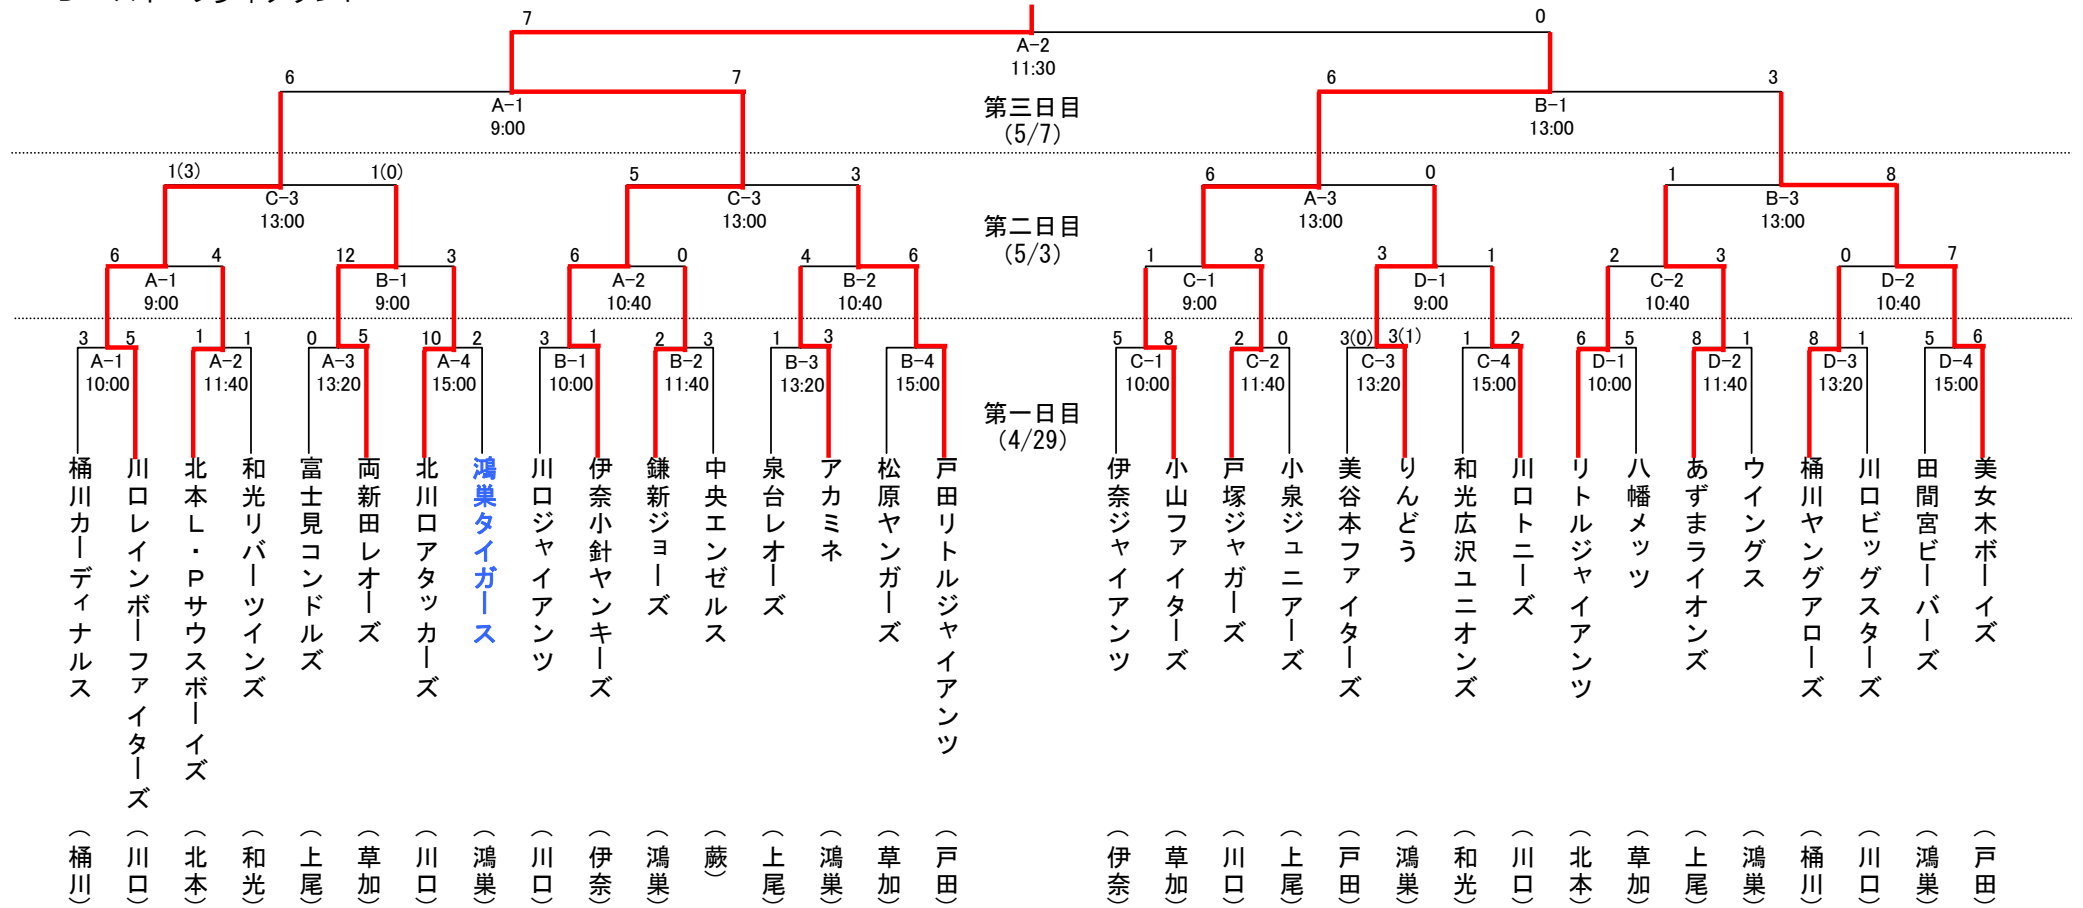 7 0
A-2
11:30
6 7 6 3
A-1 B-1
9:00 13:00
第三日目
(5/7)
1(3) 1(0) 5 3 6 0 1 8
C-3 C-3 A-3 B-3
13:00 13:00 13:00 13:00
第二日目
(5/3)
6 4 12 3 6 0 4 6 1 8 3 1 2 3 0 7
A-1 B-1 A-2 B-2 C-1 D-1 C-2 D-2
9:00 9:00 10:40 10:40 9:00 9:00 10:40 10:40
3 5 1 1 0 5 10 2 3 1 2 3 1 3 5 8 2 0 3(0) 3(1) 1 2 6 5 8 1 8 1 5 6
A-1 A-2 A-3 A-4 B-1 B-2 B-3 B-4 C-1 C-2 C-3 C-4 D-1 D-2 D-3 D-4
10:00 11:40 13:20 15:00 10:00 11:40 13:20 15:00 10:00 11:40 13:20 15:00 10:00 11:40 13:20 15:00
第一日目
(4/29)
桶川カーディナルス
川口レインボーファイターズ
北本L・Pサウスボーイズ
和光リバーツインズ
富士見コンドルズ
両新田レオーズ
北川口アタッカーズ
鴻巣タイガース
川口ジャイアンツ
伊奈小針ヤンキーズ
鎌新ジョーズ
中央エンゼルス
泉台レオーズ
アカミネ
松原ヤンガーズ
戸田リトルジャイアンツ
伊奈ジャイアンツ
小山ファイターズ
戸塚ジャガーズ
小泉ジュニアーズ
美谷本ファイターズ
りんどう
和光広沢ユニオンズ
川口トニーズ
リトルジャイアンツ
八幡メッツ
あずまライオンズ
ウイングス
桶川ヤングアローズ
川口ビッグスターズ
田間宮ビーバーズ
美女木ボーイズ
(桶川)
(川口)
(北本)
(和光)
(上尾)
(草加)
(川口)
(鴻巣)
(川口)
(伊奈)
(鴻巣)
(蕨)
(上尾)
(鴻巣)
(草加)
(戸田)
(伊奈)
(草加)
(川口)
(上尾)
(戸田)
(鴻巣)
(和光)
(川口)
(北本)
(草加)
(上尾)
(鴻巣)
(桶川)
(川口)
(鴻巣)
(戸田)